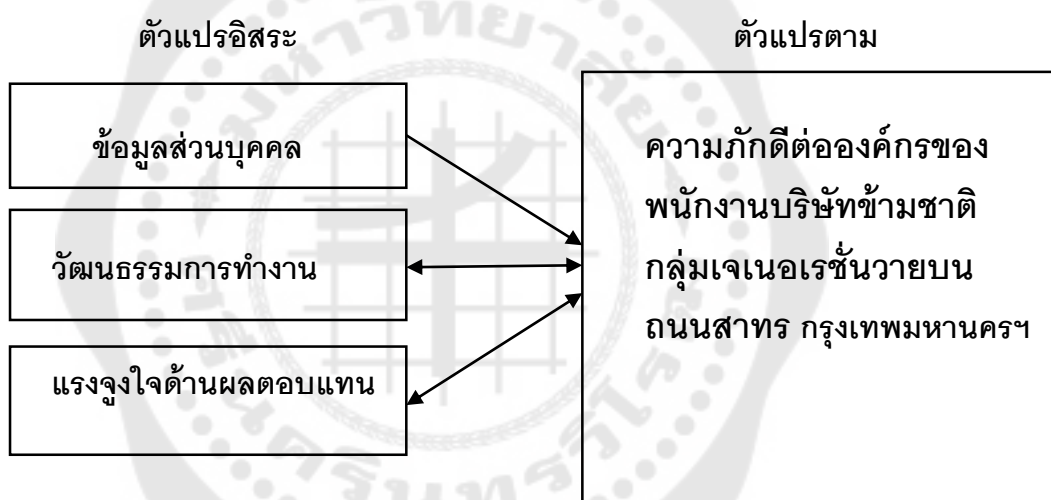 ตัวแปรอิสระ
ตัวแปรตาม
ข้อมูลส่วนบุคคล
วัฒนธรรมการทำงาน
แรงจูงใจด้านผลตอบแทน
ความภักดีต่อองค์กรของ
พนักงานบริษัทข้ามชาติ
กลุ่มเจเนอเรชั่นวายบน
ถนนสาทร กรุงเทพมหานครฯ